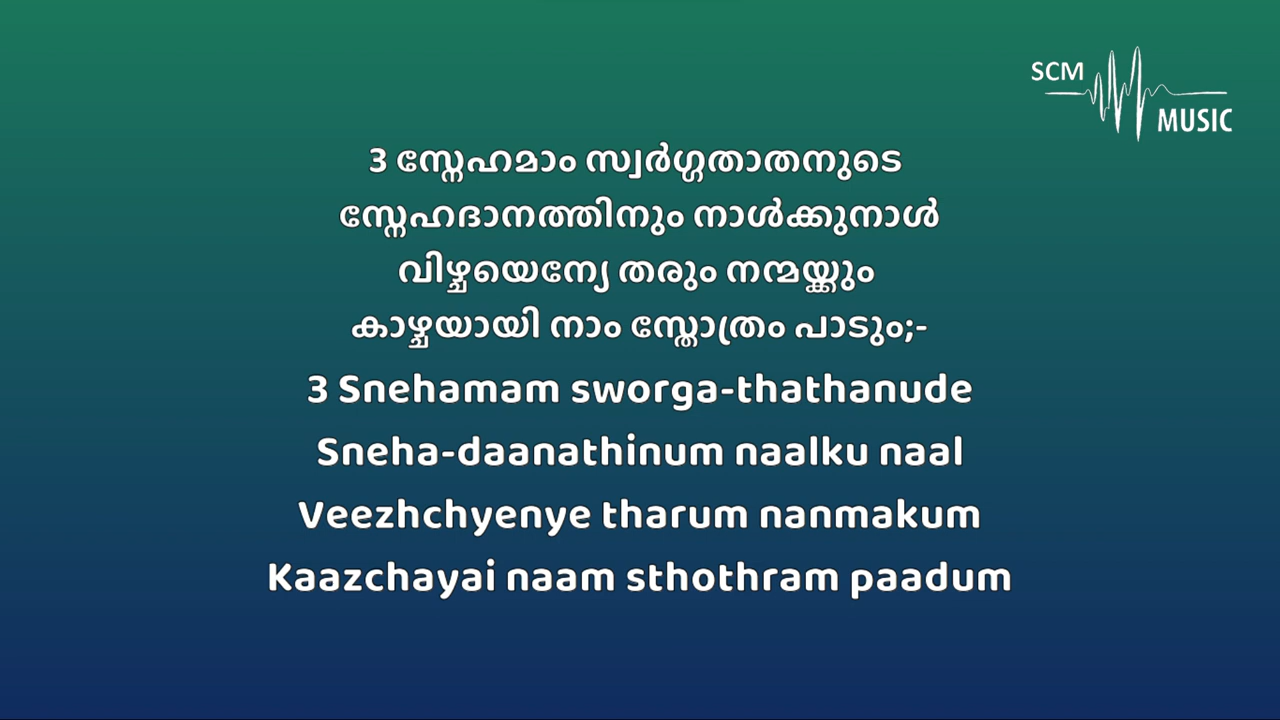 SCM
MUSIC
3 സ്നേഹമാം സ്വർഗ്ഗതാതനുടെ
സ്നേഹദാനത്തിനും നാൾക്കുനാൾ
വിഴ്ചയെന്യേ തരും നന്മയ്ക്കും
കാഴ്ചയായി നാം സ്തോത്രം പാടും;-
3 Snehamam sworga-thathanude
Sneha-daanathinum naalku naal
Veezhchyenye tharum nanmakum
Kaazchayai naam sthothram paadum